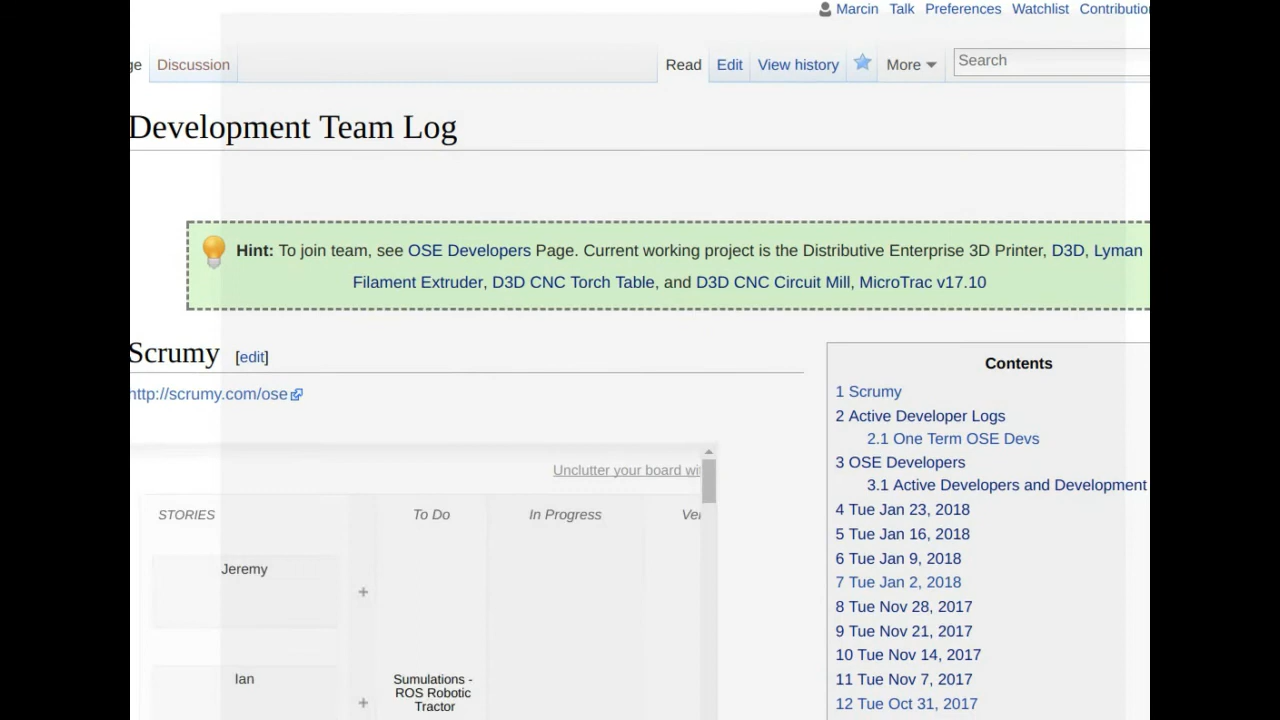 Marcin Talk Preferences Watchlist Contributio
ge Discussion Read Edit View history More Search
Development Team Log
Hint: To join team, see OSE Developers Page. Current working project is the Distributive Enterprise 3D Printer, D3D, Lyman
Filament Extruder, D3D CNC Torch Table, and D3D CNC Circuit Mill, MicroTrac v17.10
Scrumy [edit]
http://scrumy.com/ose
Contents
1 Scrumy
2 Active Developer Logs
2.1 One Term OSE Devs
3 OSE Developers
3.1 Active Developers and Development
4 Tue Jan 23, 2018
5 Tue Jan 16, 2018
6 Tue Jan 9, 2018
7 Tue Jan 2, 2018
8 Tue Nov 28, 2017
9 Tue Nov 21, 2017
10 Tue Nov 14, 2017
11 Tue Nov 7, 2017
12 Tue Oct 31, 2017
Unclutter your board wi
STORIES To Do In Progress Ver
Jeremy
+
Ian
+
Sumulations -
ROS Robotic
Tractor